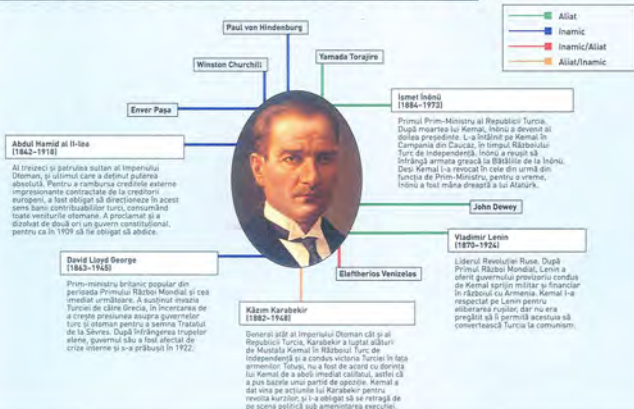 Paul von Hindenburg
Winston Churchill
Yamada Torajiro
Enver Paşa
Aliat
Inamic
Inamic/Aliat
Aliat/Inamic
Abdul Hamid al II-lea
(1842–1918)
Al treizeci și patrulea sultan al Imperiului
Otoman, și ultimul care a deținut puterea
absolută. Pentru a rambursa creditele externe
impresionante contractate de la creditorii
europeni, a fost obligat să direcționeze în acest
sens banii contribuabililor turci, consumând
toate veniturile otomane. A proclamat și a
dizolvat de două ori un guvern constituțional,
pentru ca în 1909 să fie obligat să abdice.
Ismet Inönü
(1884–1973)
Primul Prim-Ministru al Republicii Turcia.
După moartea lui Kemal, Inönü a devenit al
doilea președinte. L-a întâlnit pe Kemal în
Campania din Caucaz, în timpul Războiului
Turc de Independență, Inönü a reușit să
înfrângă armata greacă la Bătăliile de la Inönü.
Deși Kemal l-a revocat în cele din urmă din
funcția de Prim-Ministru, pentru o vreme,
Inönü a fost mâna dreaptă a lui Atatürk.
John Dewey
David Lloyd George
(1863–1945)
Prim-ministru britanic popular din
perioada Primului Război Mondial și cea
imediat următoare. A susținut invazia
Turciei de către Grecia, în încercarea de
a crește presiunea asupra guvernelor
turc și otoman pentru a semna Tratatul
de la Sèvres. După înfrângerea trupelor
elene, guvernul său a fost afectat de
crize interne și s-a prăbușit în 1922.
Vladimir Lenin
(1870–1924)
Liderul Revoluției Ruse. După
Primul Război Mondial, Lenin a
oferit guvernului provizoriu condus
de Kemal sprijin militar și financiar
în războiul cu Armenia. Kemal l-a
respectat pe Lenin pentru
eliberarea rușilor, dar nu era
pregătit să îi permită acestuia să
convertească Turcia la comunism.
Eleftherios Venizelos
Kâzım Karabekir
(1882–1948)
General atât al Imperiului Otoman cât și al
Republicii Turcia, Karabekir a luptat alături
de Mustafa Kemal în Războiul Turc de
Independență și a condus victoria Turciei în fața
armenilor. Totuși, nu a fost de acord cu dorința
lui Kemal de a aboli imediat califatul, astfel că
a pus bazele unui partid de opoziție. Kemal a
dat vina pe acțiunile lui Karabekir pentru
revolta kurzilor, și l-a obligat să se retragă de
pe scena politică sub amenințarea execuției.